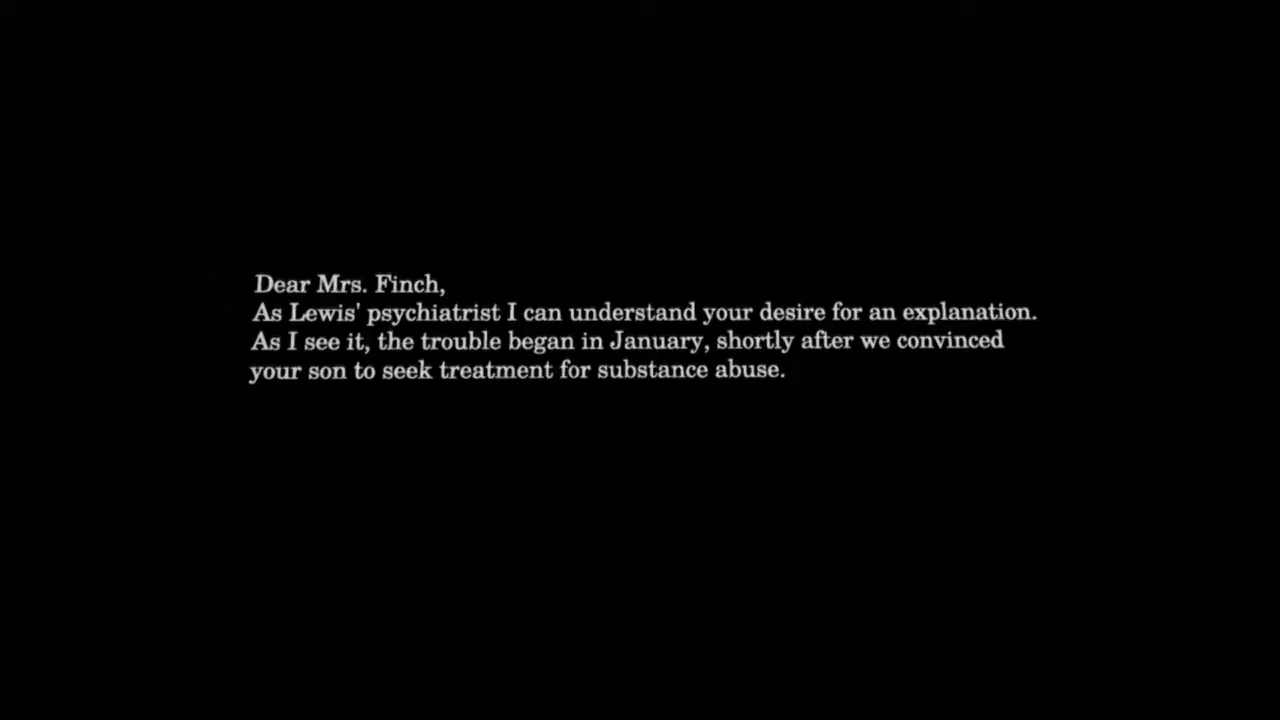 Dear Mrs. Finch,
As Lewis' psychiatrist I can understand your desire for an explanation.
As I see it, the trouble began in January, shortly after we convinced
your son to seek treatment for substance abuse.